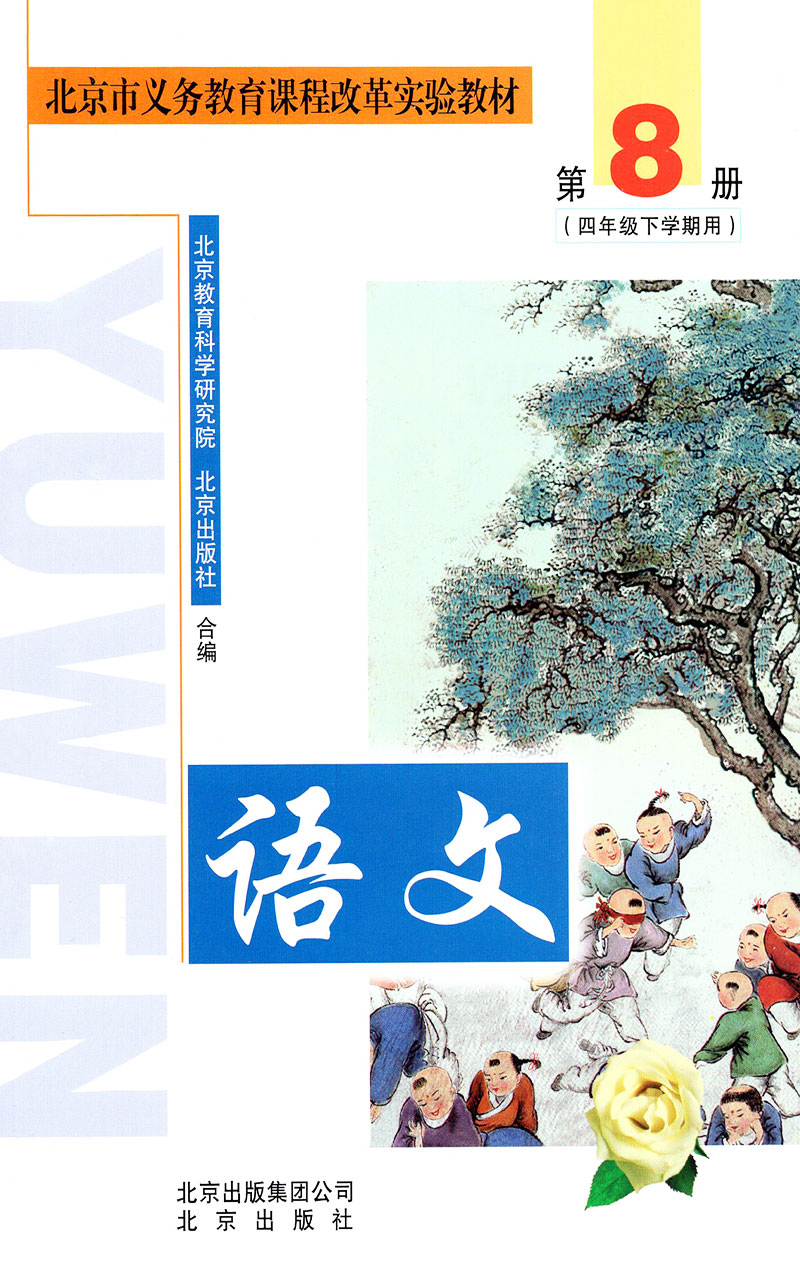 北京市义务教育课程改革实验教材
第8册
(四年级下学期用)
北京教育科学研究院 北京出版社
合编
YUWEN
语文
北京出版集团公司
北京出版社